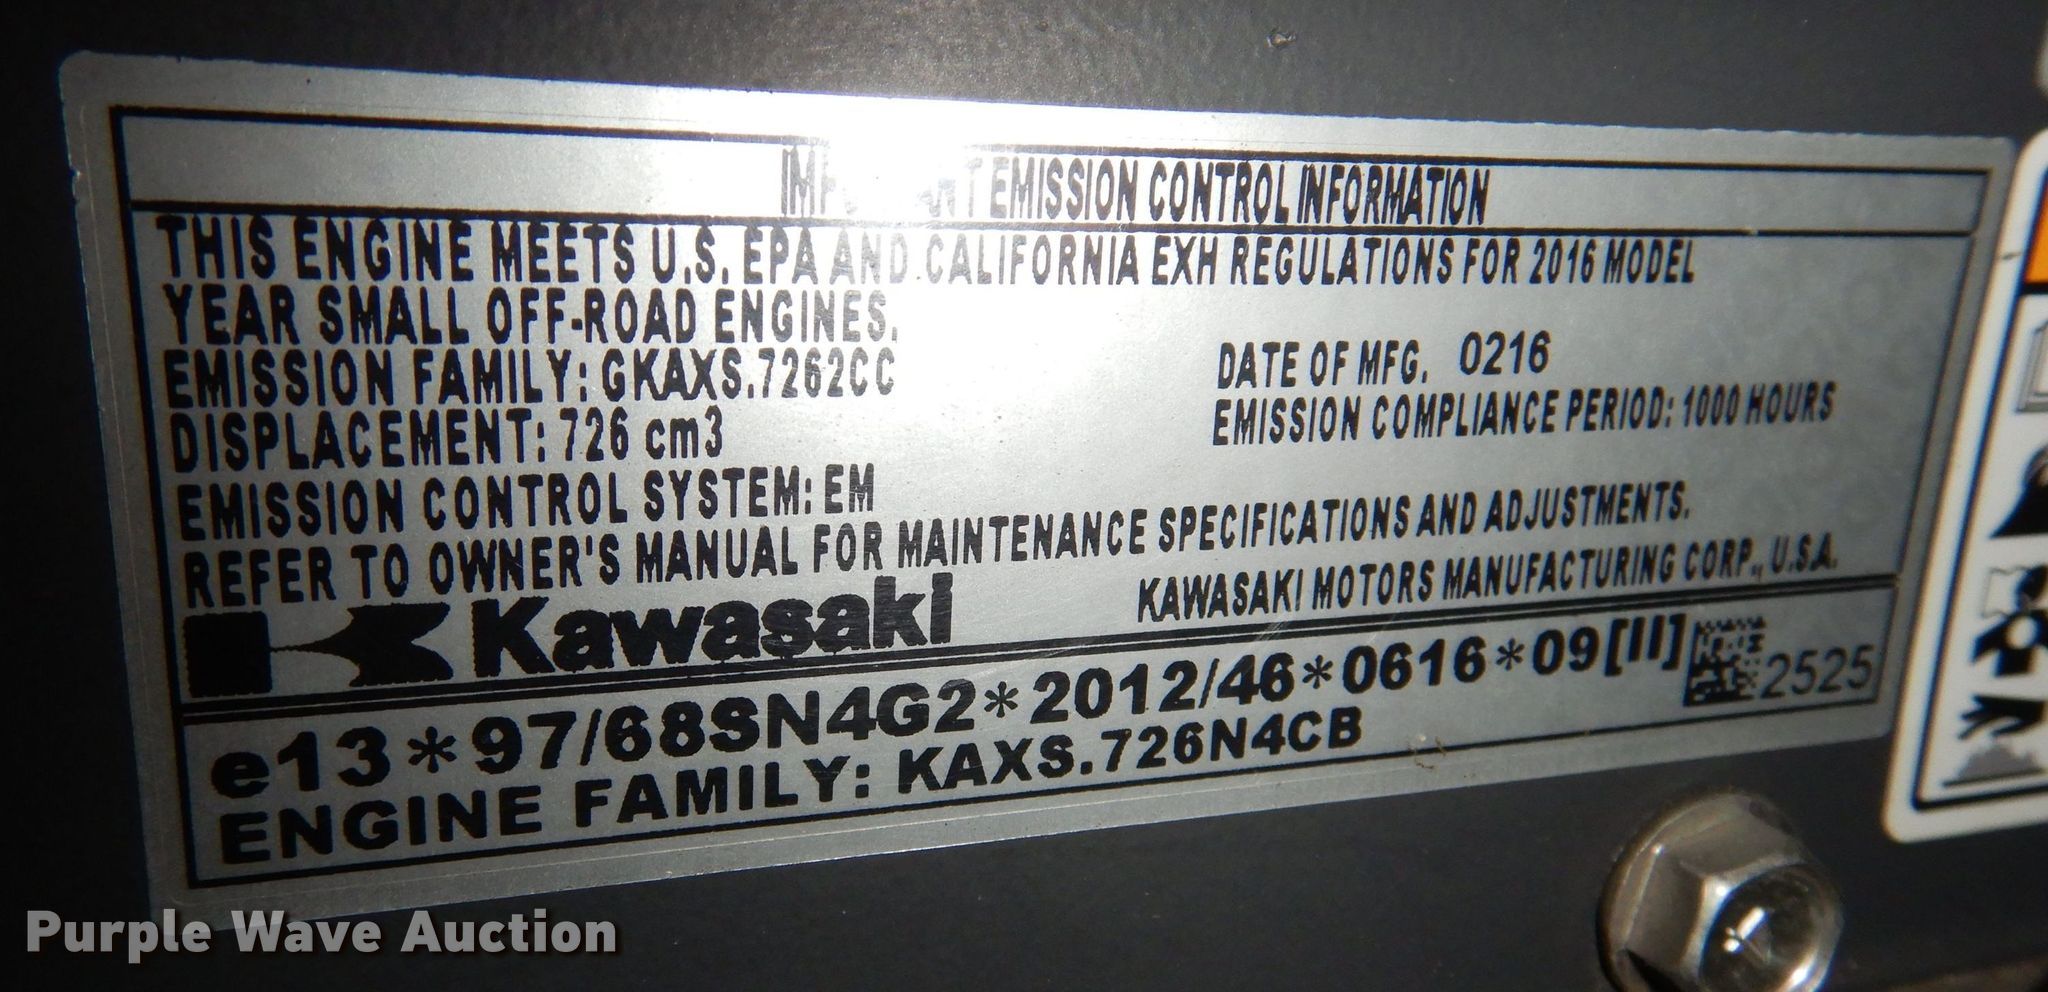 IMPORTANT EMISSION CONTROL INFORMATION
THIS ENGINE MEETS U.S. EPA AND CALIFORNIA EXH REGULATIONS FOR 2016 MODEL
YEAR SMALL OFF-ROAD ENGINES.
EMISSION FAMILY: GKAXS.7262CC
DATE OF MFG. 0216
DISPLACEMENT: 726 cm3
EMISSION COMPLIANCE PERIOD: 1000 HOURS
EMISSION CONTROL SYSTEM: EM
REFER TO OWNER'S MANUAL FOR MAINTENANCE SPECIFICATIONS AND ADJUSTMENTS.
Kawasaki
KAWASAKI MOTORS MANUFACTURING CORP., U.S.A.
e13*97/68SN4G2*2012/46*0616*09[II]
2525
ENGINE FAMILY: KAXS.726N4CB
Purple Wave Auction